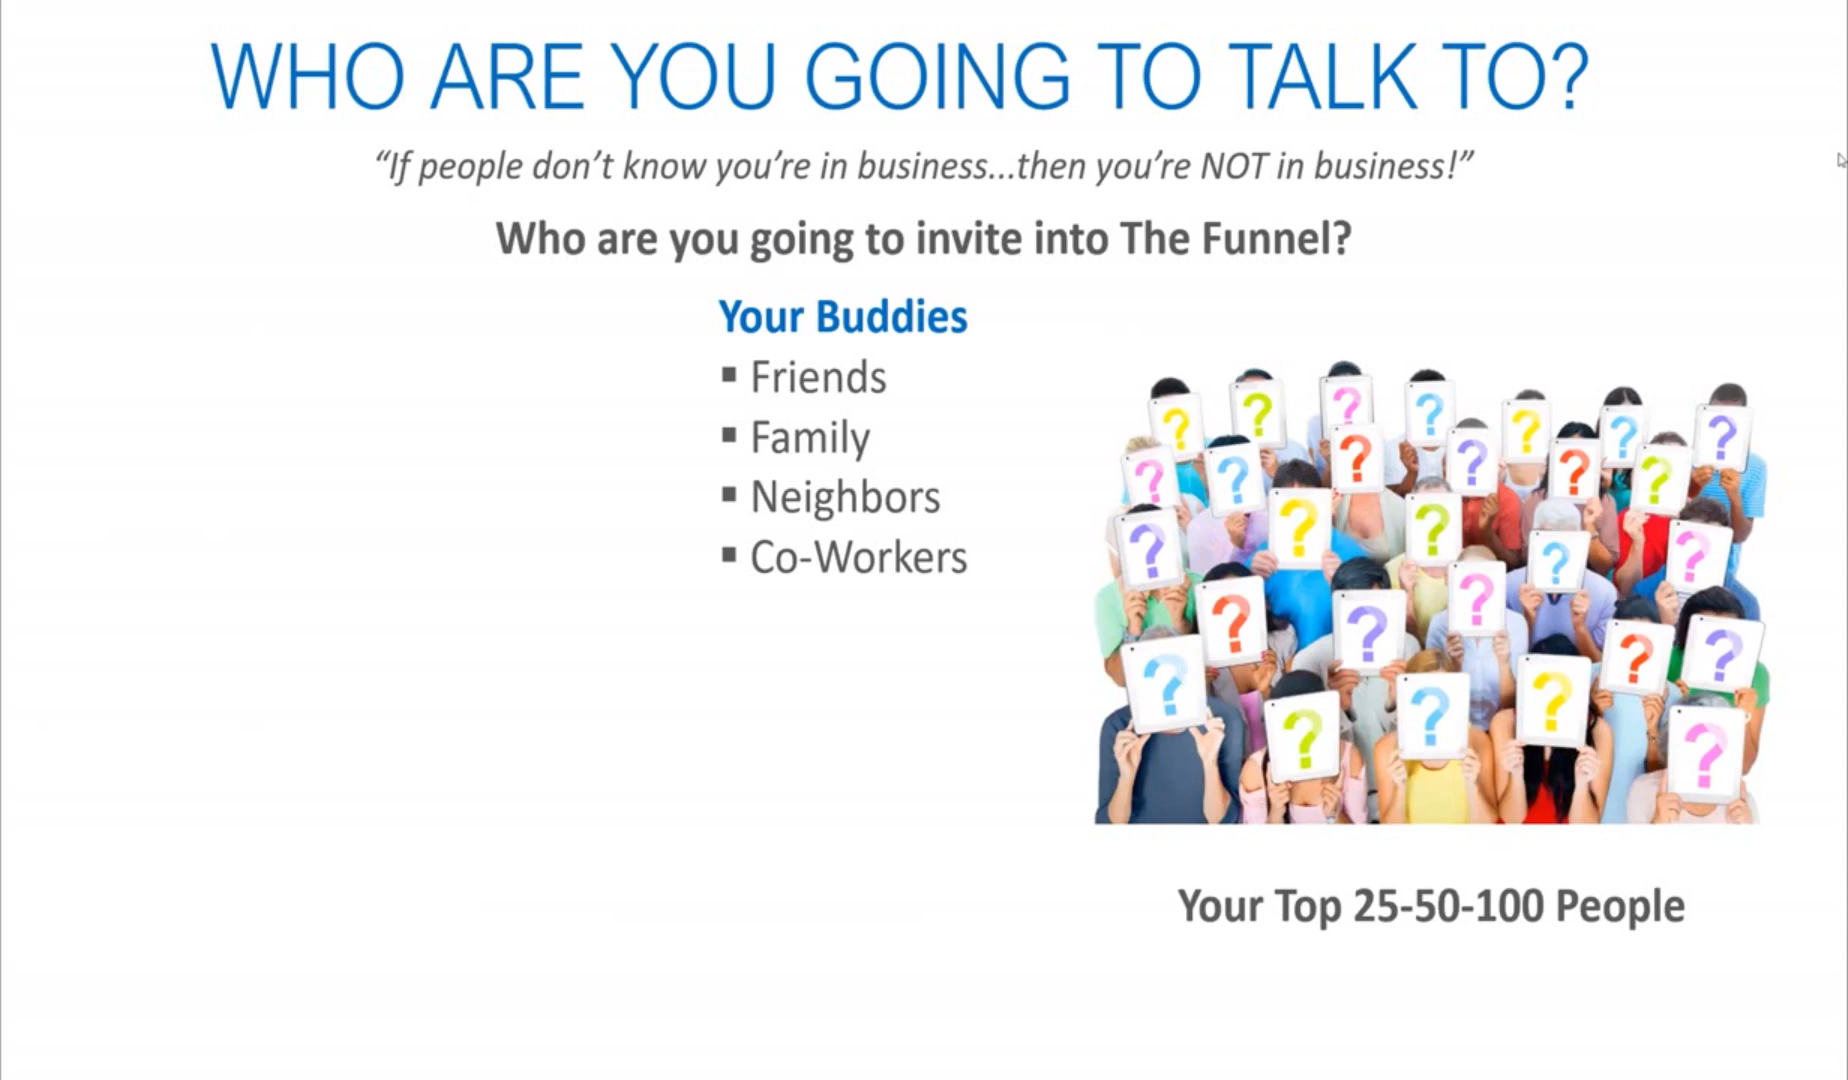 WHO ARE YOU GOING TO TALK TO?
“If people don’t know you’re in business...then you’re NOT in business!”
Who are you going to invite into The Funnel?
Your Buddies
▪ Friends
▪ Family
▪ Neighbors
▪ Co-Workers
Your Top 25-50-100 People